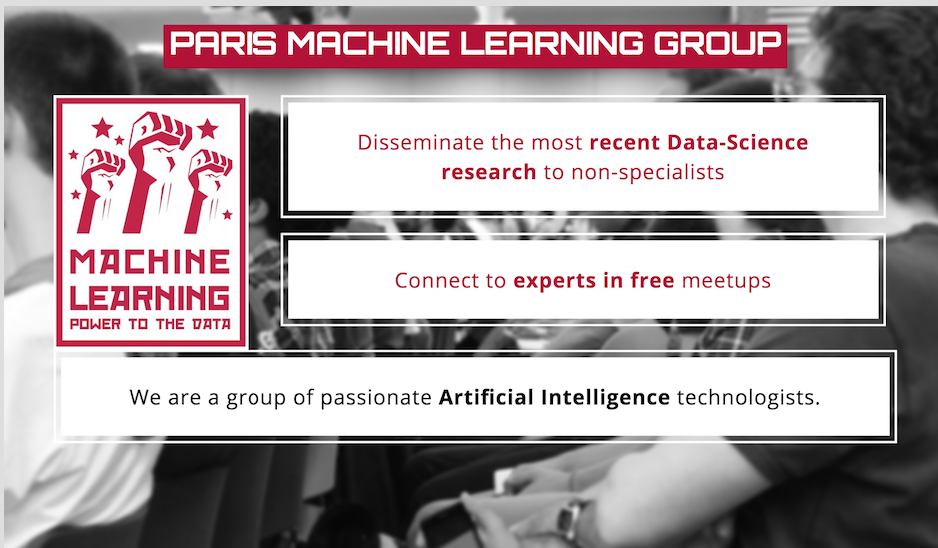 PARIS MACHINE LEARNING GROUP
MACHINE
LEARNING
POWER TO THE DATA
Disseminate the most recent Data-Science
research to non-specialists
Connect to experts in free meetups
We are a group of passionate Artificial Intelligence technologists.